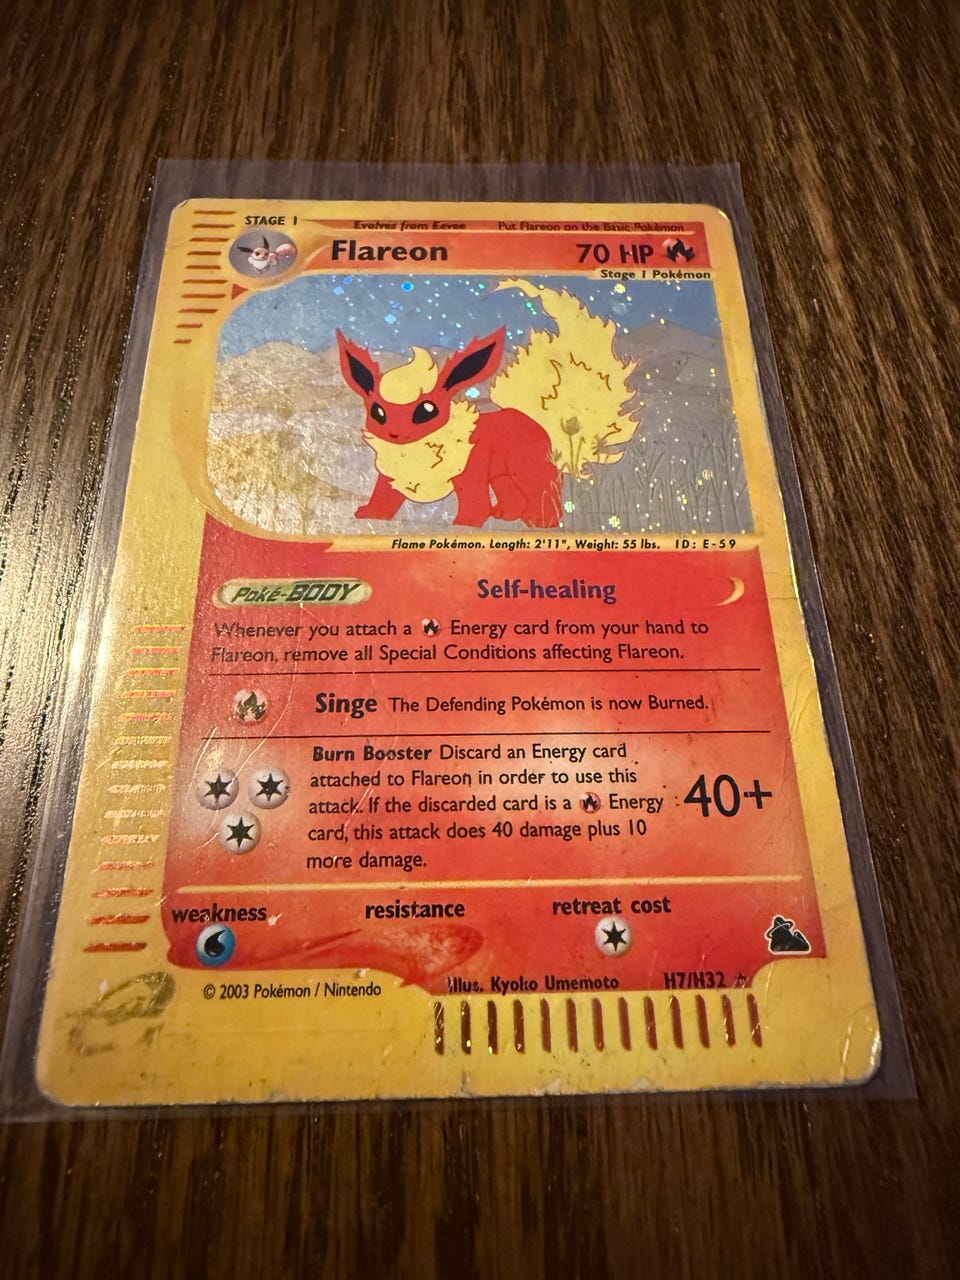 STAGE 1 Evolves from Eevee Put Flareon on the Basic Pokémon
Flareon 70 HP
Stage 1 Pokémon
Flame Pokémon. Length: 2'11", Weight: 55 lbs. ID: E-59
Poké-BODY Self-healing
Whenever you attach a Energy card from your hand to
Flareon, remove all Special Conditions affecting Flareon.
Singe The Defending Pokémon is now Burned.
Burn Booster Discard an Energy card
attached to Flareon in order to use this
attack. If the discarded card is a Energy
card, this attack does 40 damage plus 10
more damage.
40+
weakness resistance retreat cost
© 2003 Pokémon / Nintendo Illus. Kyoko Umemoto H7/H32